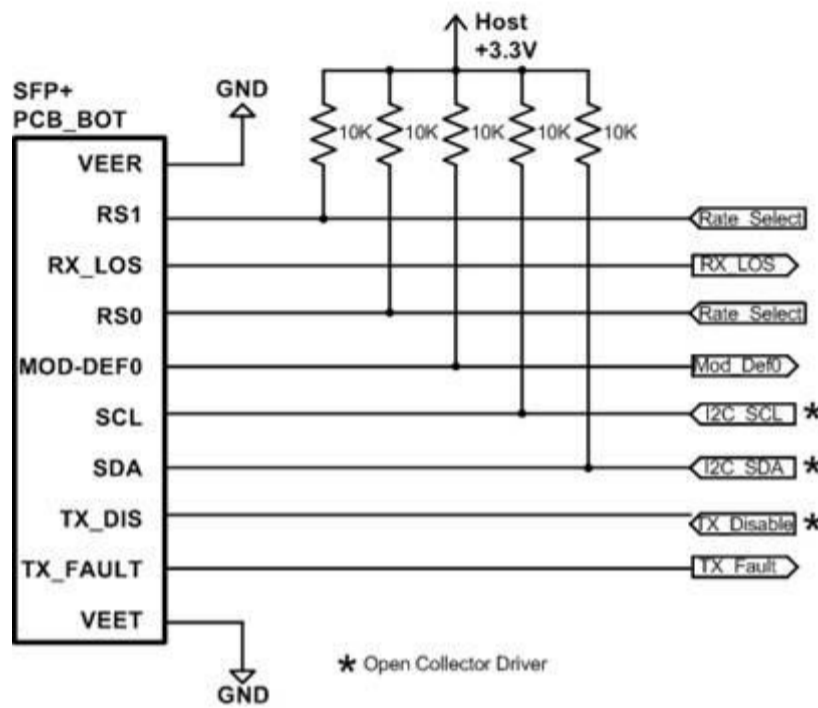 Host
+3.3V
SFP+
PCB_BOT
GND
10K 10K 10K 10K 10K
VEER
RS1 Rate_Select
RX_LOS RX_LOS
RS0 Rate_Select
MOD-DEF0 Mod_Def0
SCL I2C_SCL *
SDA I2C_SDA *
TX_DIS TX_Disable *
TX_FAULT TX_Fault
VEET
* Open Collector Driver
GND